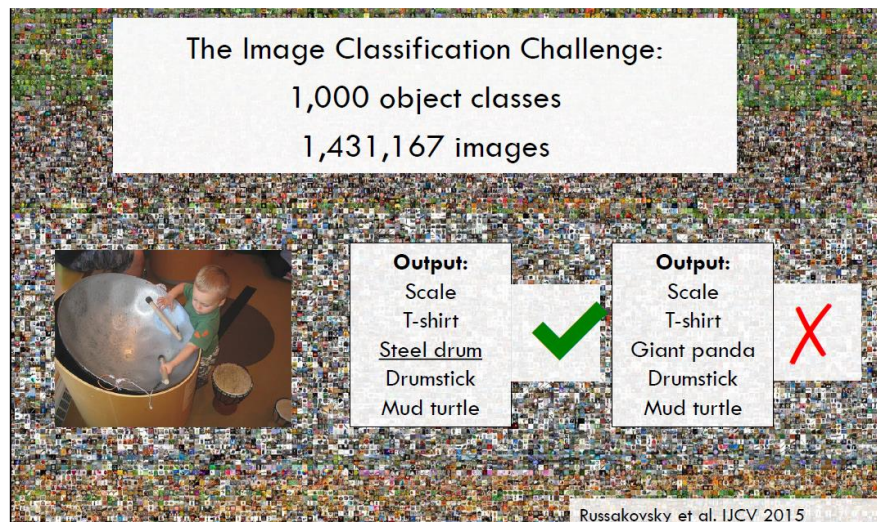 The Image Classification Challenge:
1,000 object classes
1,431,167 images
Output:
Scale
T-shirt
Steel drum
Drumstick
Mud turtle
Output:
Scale
T-shirt
Giant panda
Drumstick
Mud turtle
Russakovsky et al. IJCV 2015